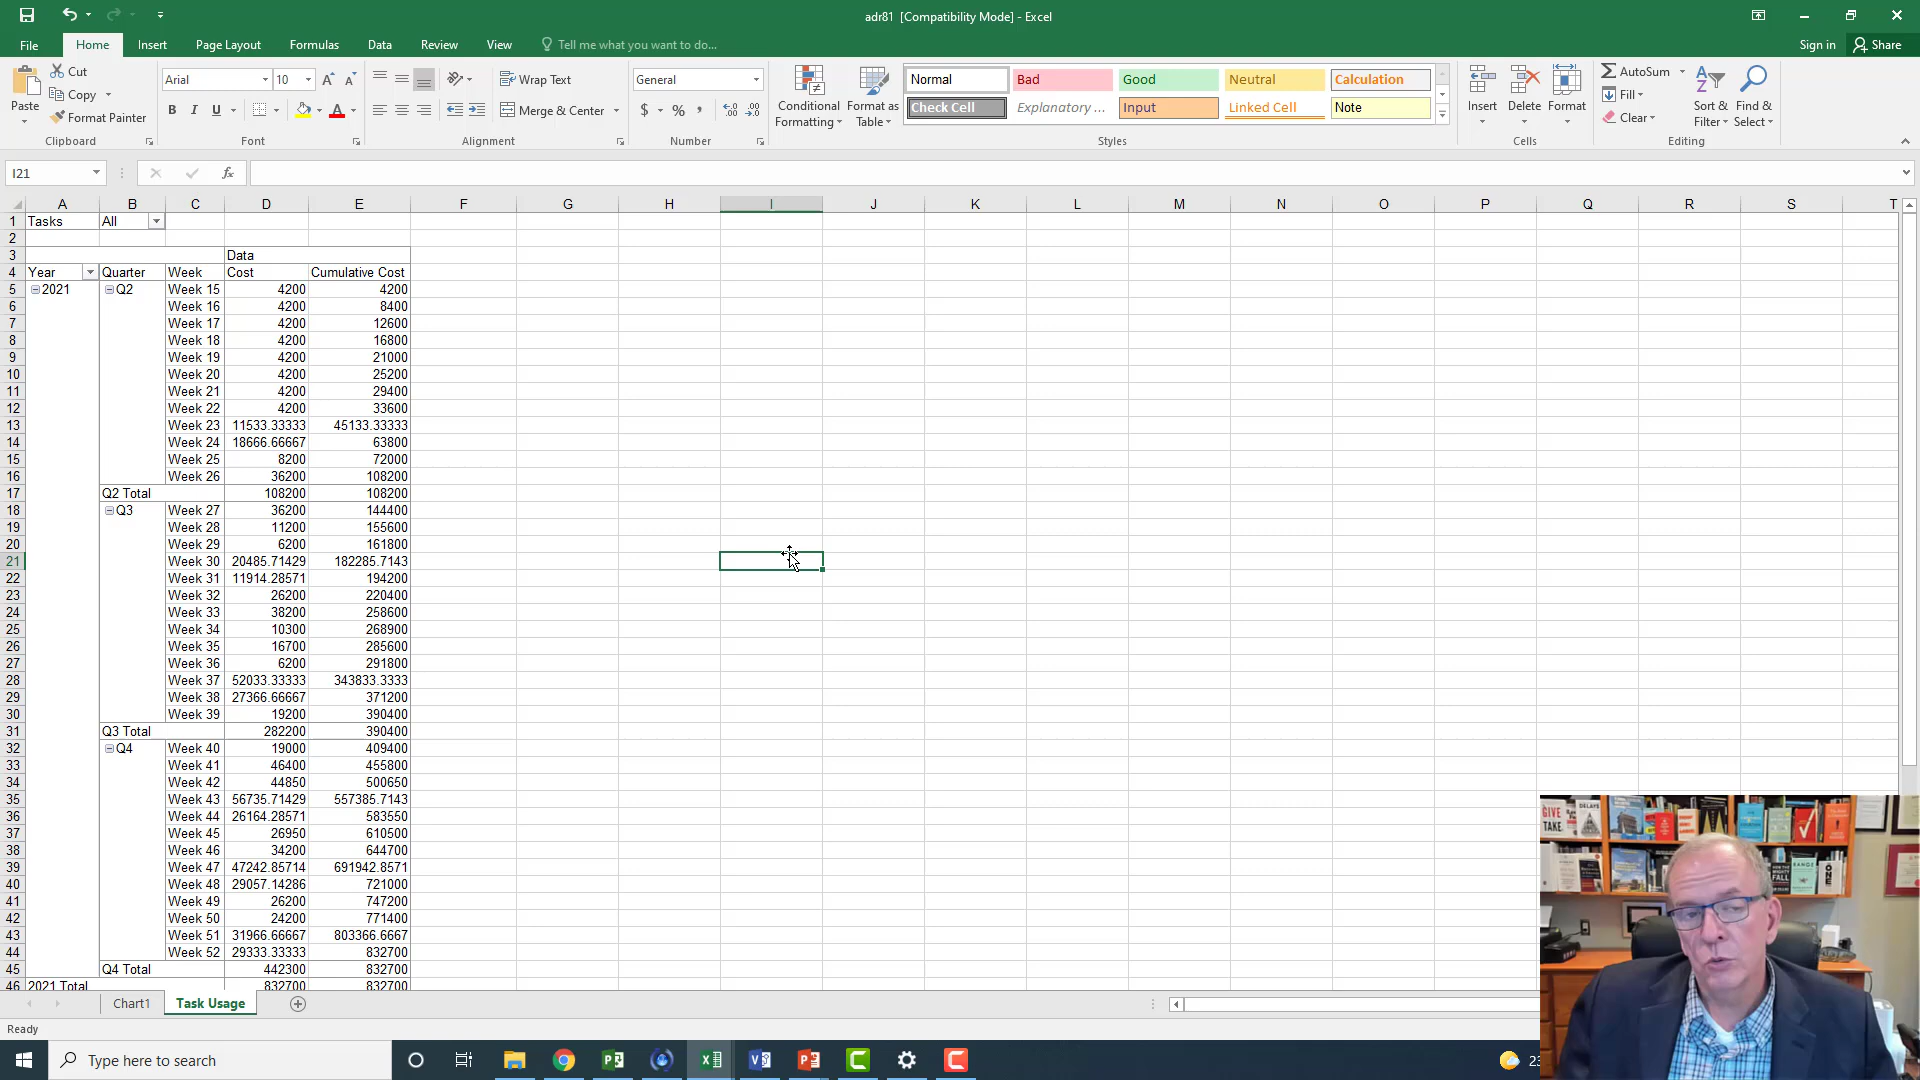 adr81 [Compatibility Mode] - Excel
File Home Insert Page Layout Formulas Data Review View Tell me what you want to do... Sign in Share
Paste Cut Copy Format Painter Clipboard
Arial 10 B I U Font
Wrap Text Merge & Center Alignment
General $ % Number
Conditional Formatting Format as Table
Normal Bad Good Neutral Calculation
Check Cell Explanatory ... Input Linked Cell Note
Styles
Insert Delete Format Cells
AutoSum Fill Clear Sort & Filter Find & Select Editing
I21 fx
A B C D E F G H I J K L M N O P Q R S T
1 Tasks All
2
3 Data
4 Year Quarter Week Cost Cumulative Cost
5 2021 Q2 Week 15 4200 4200
6 Week 16 4200 8400
7 Week 17 4200 12600
8 Week 18 4200 16800
9 Week 19 4200 21000
10 Week 20 4200 25200
11 Week 21 4200 29400
12 Week 22 4200 33600
13 Week 23 11533.33333 45133.33333
14 Week 24 18666.66667 63800
15 Week 25 8200 72000
16 Week 26 36200 108200
17 Q2 Total 108200 108200
18 Q3 Week 27 36200 144400
19 Week 28 11200 155600
20 Week 29 6200 161800
21 Week 30 20485.71429 182285.7143
22 Week 31 11914.28571 194200
23 Week 32 26200 220400
24 Week 33 38200 258600
25 Week 34 10300 268900
26 Week 35 16700 285600
27 Week 36 6200 291800
28 Week 37 52033.33333 343833.3333
29 Week 38 27366.66667 371200
30 Week 39 19200 390400
31 Q3 Total 282200 390400
32 Q4 Week 40 19000 409400
33 Week 41 46400 455800
34 Week 42 44850 500650
35 Week 43 56735.71429 557385.7143
36 Week 44 26164.28571 583550
37 Week 45 26950 610500
38 Week 46 34200 644700
39 Week 47 47242.85714 691942.8571
40 Week 48 29057.14286 721000
41 Week 49 26200 747200
42 Week 50 24200 771400
43 Week 51 31966.66667 803366.6667
44 Week 52 29333.33333 832700
45 Q4 Total 442300 832700
46 2021 Total 832700 832700
GIVE TAKE
RANGE
FALL
ONE
Chart1 Task Usage
Ready
Type here to search
23